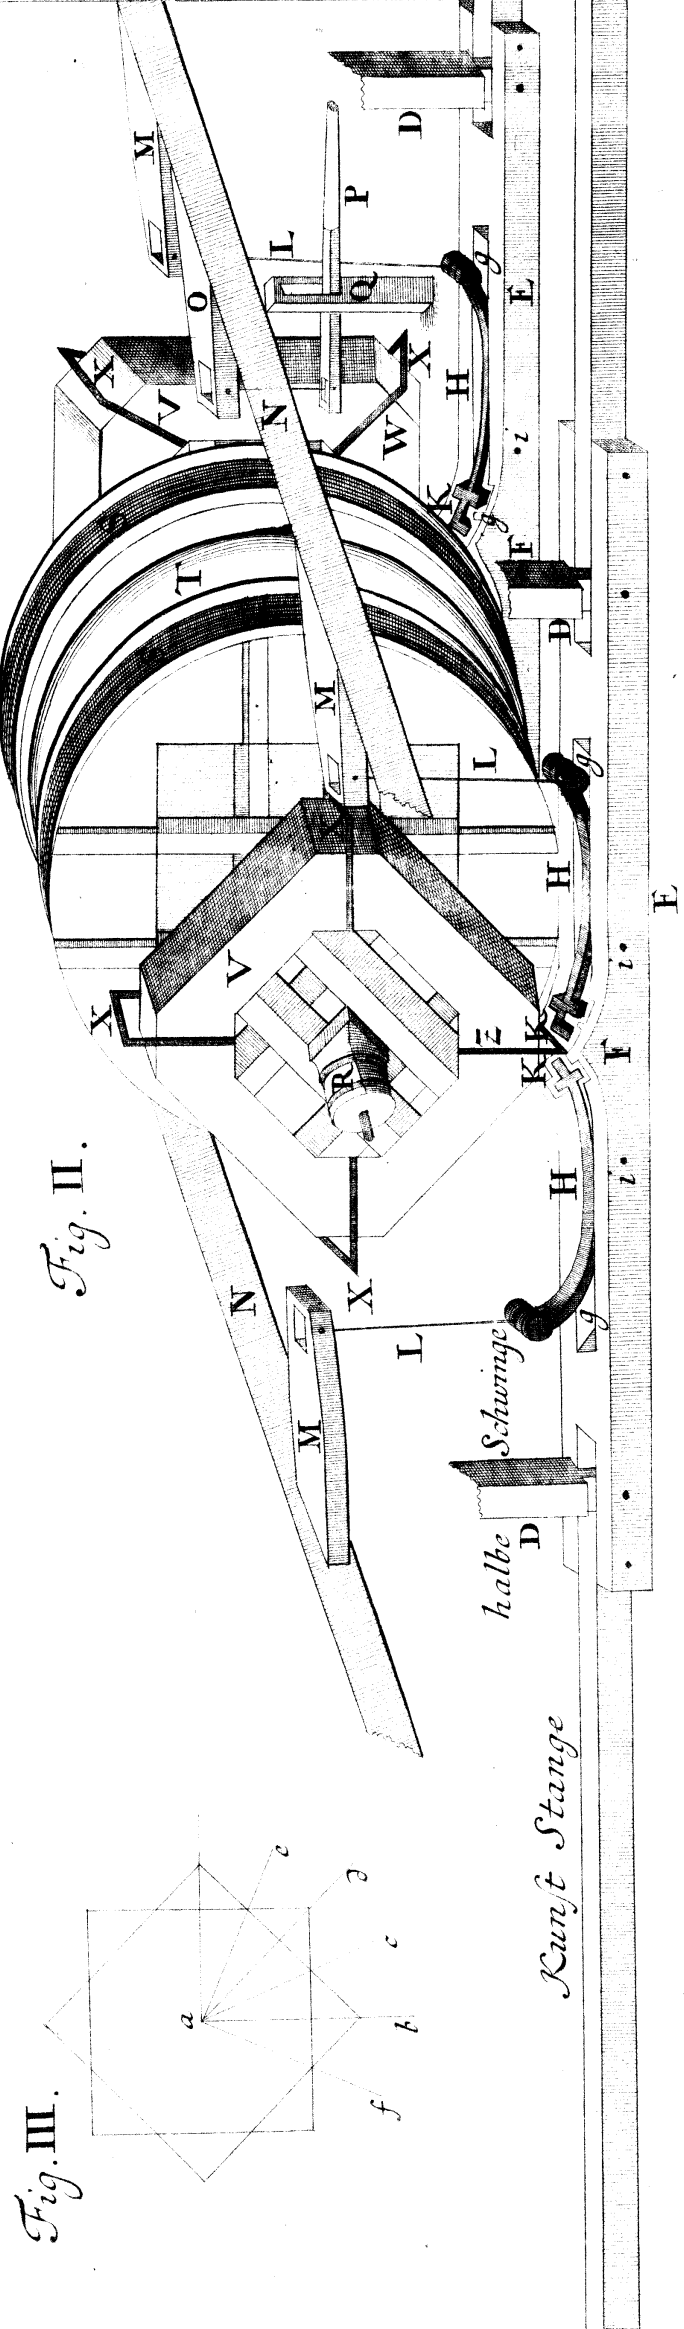 Fig. II.
Fig. III.
halbe Schwinge
Kunſt Stange
M
P
D
L
O
Q
X
g
E
X
V
N
W
H
i
K
g
S
T
F
D
S
M
L
g
H
E
V
X
i
K
Z
K
F
R
H
i
N
X
L
g
M
D
e
d
c
a
b
f